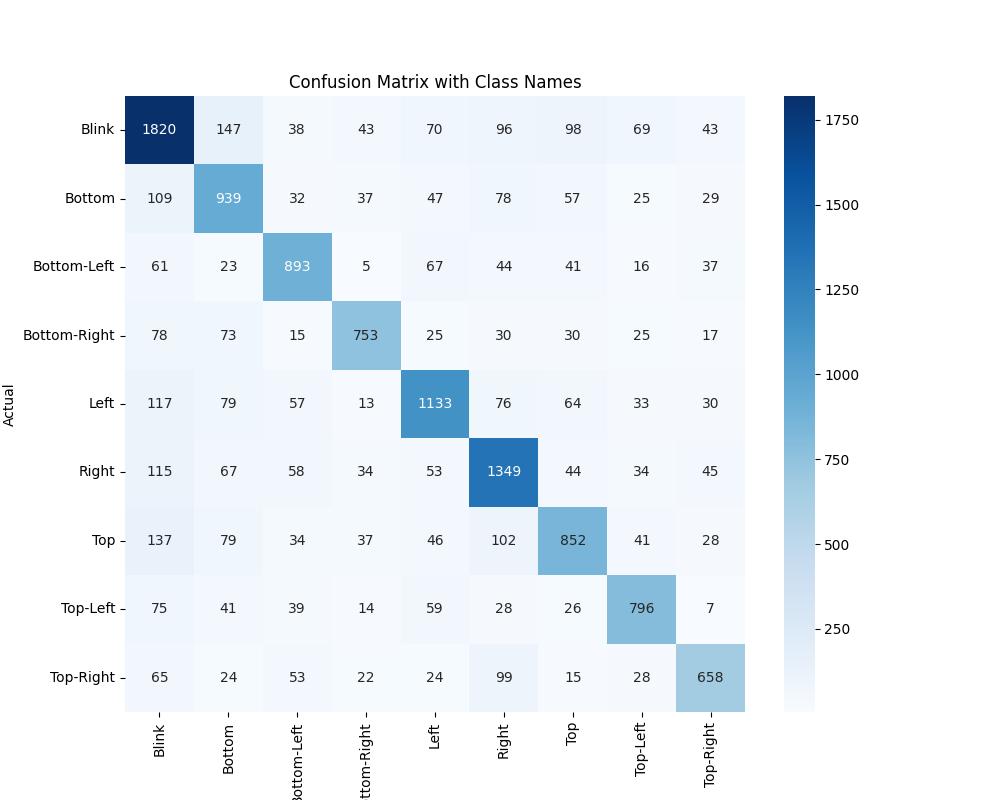 Confusion Matrix with Class Names
Actual
Blink 1820 147 38 43 70 96 98 69 43
Bottom 109 939 32 37 47 78 57 25 29
Bottom-Left 61 23 893 5 67 44 41 16 37
Bottom-Right 78 73 15 753 25 30 30 25 17
Left 117 79 57 13 1133 76 64 33 30
Right 115 67 58 34 53 1349 44 34 45
Top 137 79 34 37 46 102 852 41 28
Top-Left 75 41 39 14 59 28 26 796 7
Top-Right 65 24 53 22 24 99 15 28 658
Blink
Bottom
ottom-Left
ttom-Right
Left
Right
Top
Top-Left
Top-Right
1750
1500
1250
1000
750
500
250